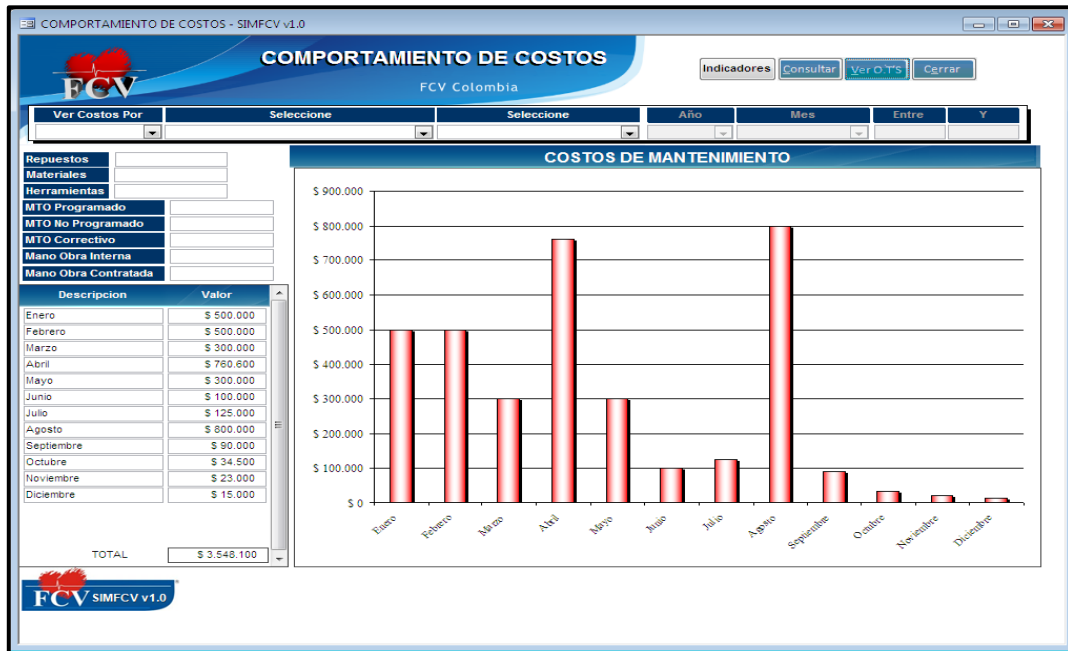 COMPORTAMIENTO DE COSTOS - SIMFCV v1.0
FCV
COMPORTAMIENTO DE COSTOS
FCV Colombia
Indicadores Consultar Ver O.T'S Cerrar
Ver Costos Por Seleccione Seleccione Año Mes Entre Y
Repuestos
Materiales
Herramientas
MTO Programado
MTO No Programado
MTO Correctivo
Mano Obra Interna
Mano Obra Contratada
Descripcion Valor
Enero $ 500.000
Febrero $ 500.000
Marzo $ 300.000
Abril $ 760.600
Mayo $ 300.000
Junio $ 100.000
Julio $ 125.000
Agosto $ 800.000
Septiembre $ 90.000
Octubre $ 34.500
Noviembre $ 23.000
Diciembre $ 15.000
TOTAL $ 3.548.100
COSTOS DE MANTENIMIENTO
$ 900.000
$ 800.000
$ 700.000
$ 600.000
$ 500.000
$ 400.000
$ 300.000
$ 200.000
$ 100.000
$ 0
Enero Febrero Marzo Abril Mayo Junio Julio Agosto Septiembre Octubre Noviembre Diciembre
FCV SIMFCV v1.0